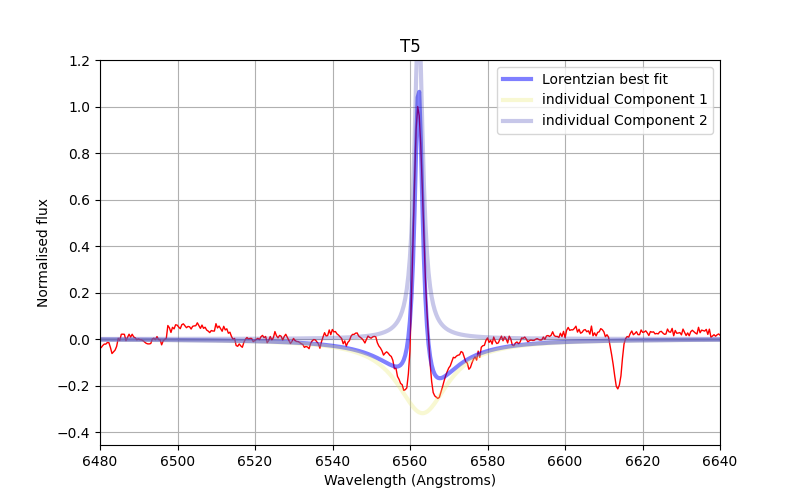 T5
Lorentzian best fit
individual Component 1
individual Component 2
Normalised flux
1.2
1.0
0.8
0.6
0.4
0.2
0.0
−0.2
−0.4
6480 6500 6520 6540 6560 6580 6600 6620 6640
Wavelength (Angstroms)